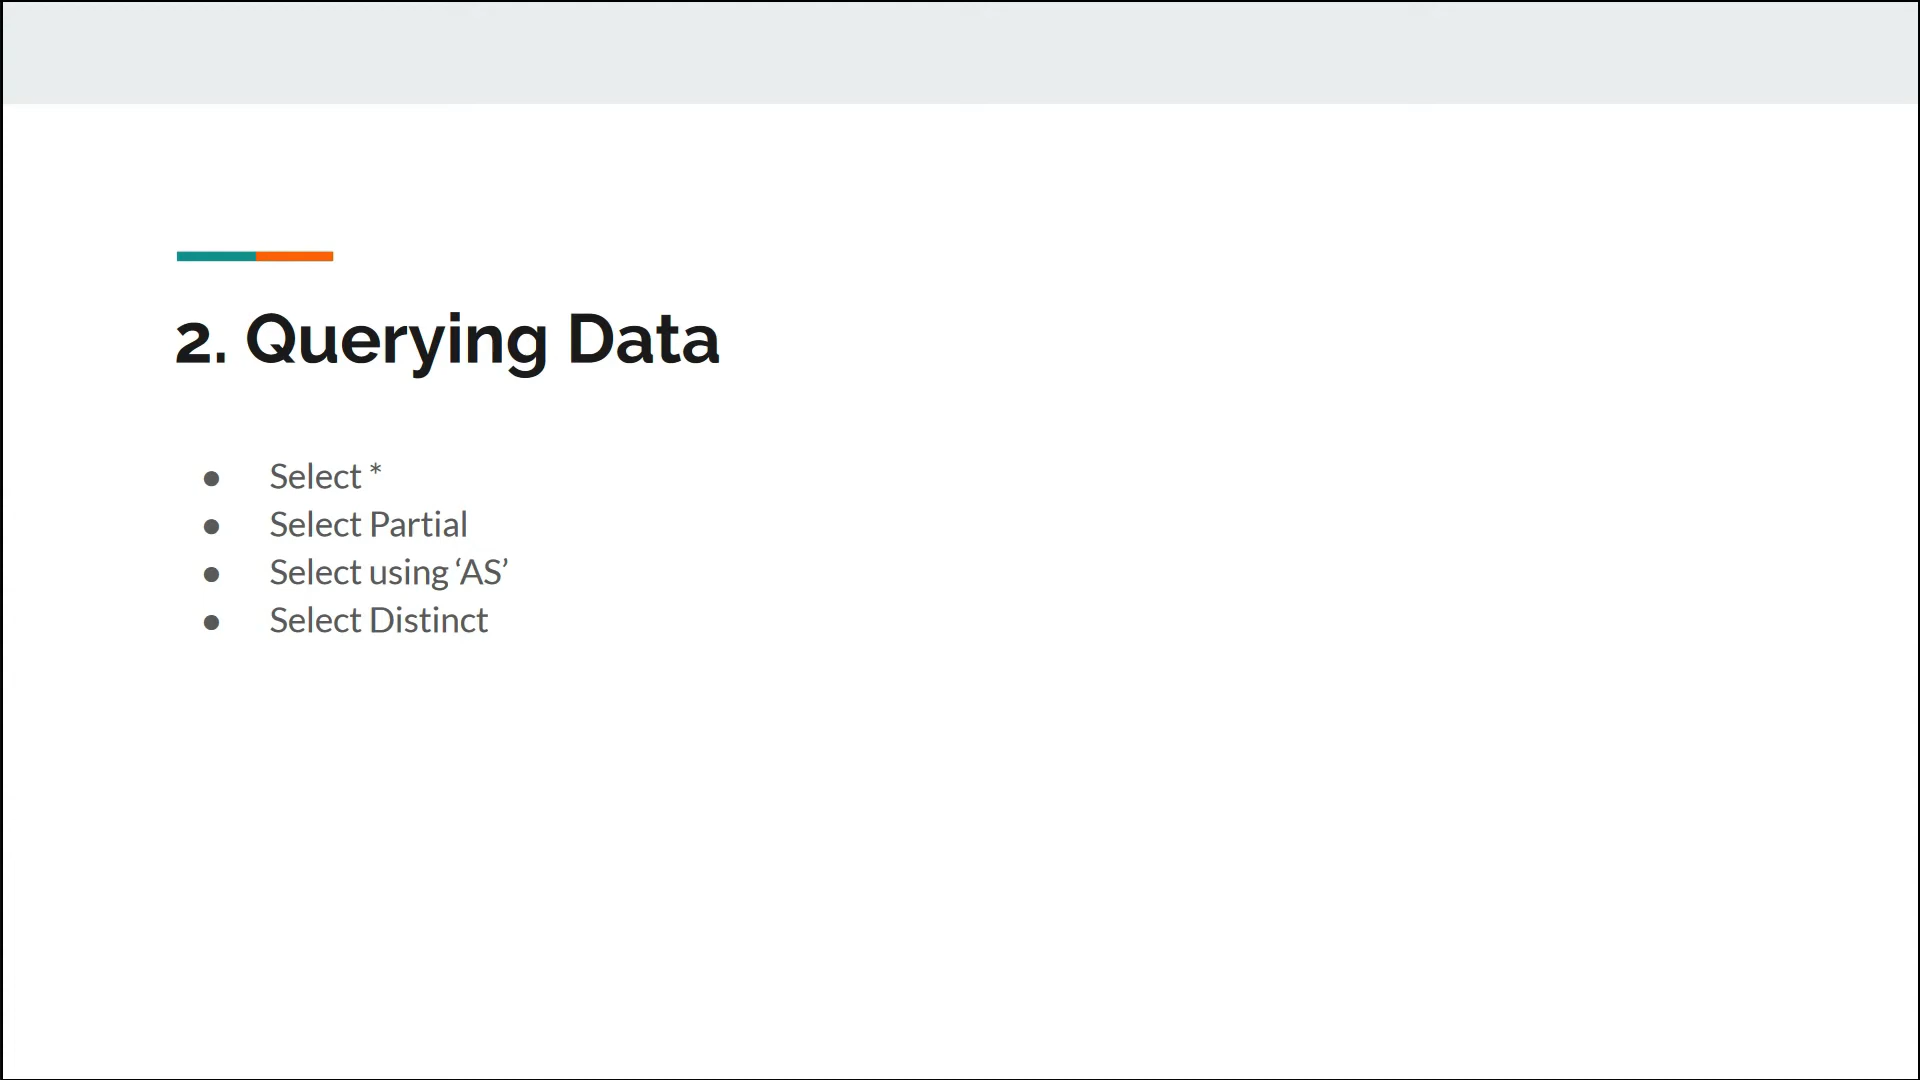 2. Querying Data
● Select *
● Select Partial
● Select using ‘AS’
● Select Distinct